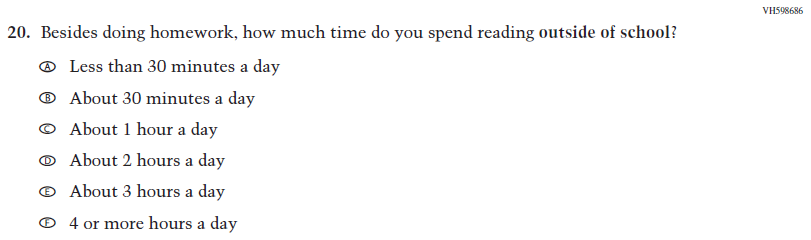 VH598686
20. Besides doing homework, how much time do you spend reading outside of school?
A Less than 30 minutes a day
B About 30 minutes a day
C About 1 hour a day
D About 2 hours a day
E About 3 hours a day
F 4 or more hours a day